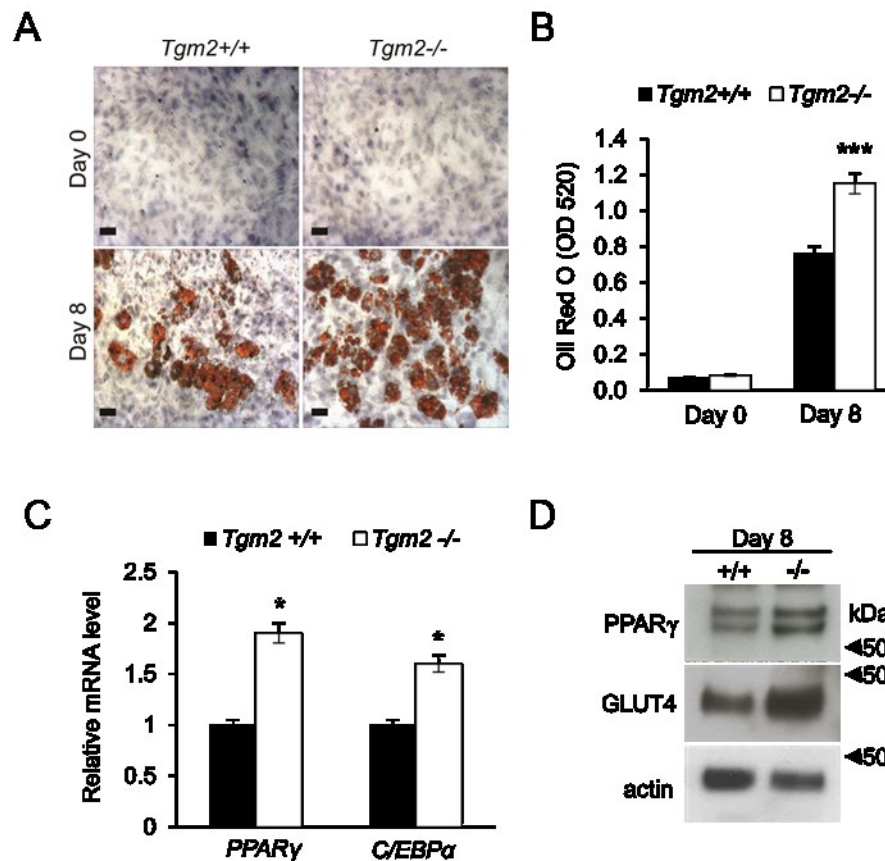 A
Tgm2+/+ Tgm2-/-
Day 0
Day 8
B
Tgm2+/+ Tgm2-/-
Oil Red O (OD 520)
1.4
***
1.2
1.0
0.8
0.6
0.4
0.2
0.0
Day 0 Day 8
C
Tgm2 +/+ Tgm2 -/-
Relative mRNA level
2.5
2
1.5
1
0.5
0
*
*
PPARγ C/EBPα
D
Day 8
+/+ -/-
PPARγ
kDa
50
GLUT4
50
actin
50